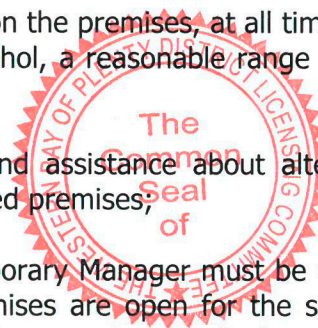 on the premises, at all tim
hol, a reasonable range
nd assistance about alte
ed premises;
orary Manager must be
mises are open for the s
THE WESTERN BAY OF PLENTY DISTRICT LICENSING COMMITTEE
The
Common
Seal
of